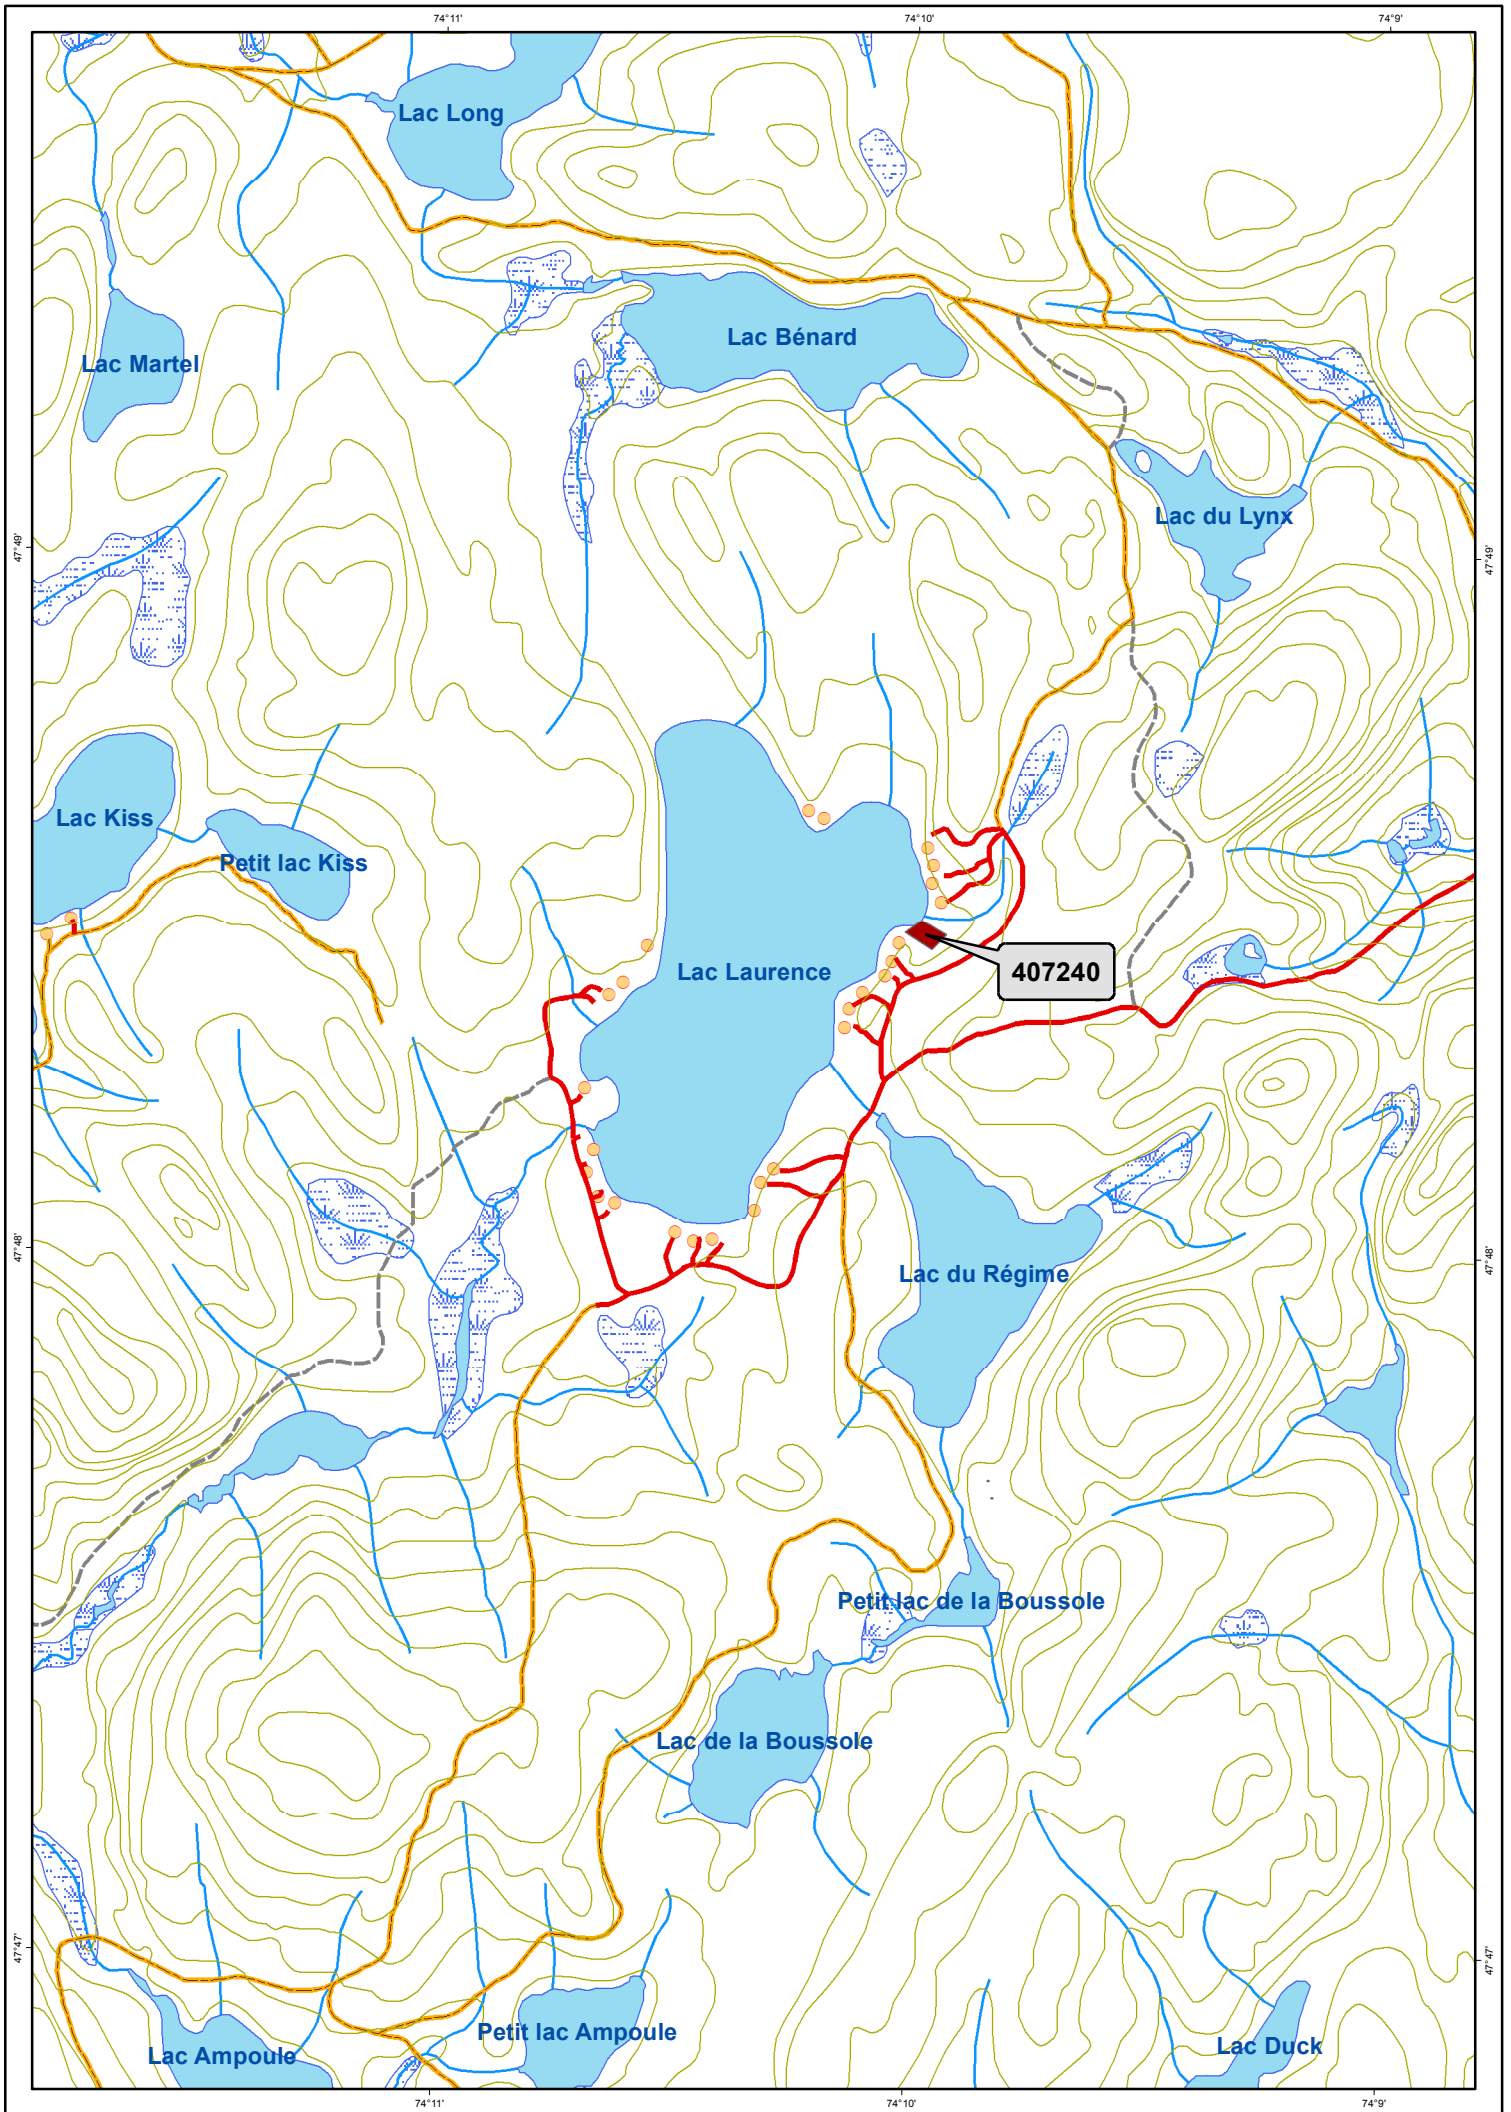 74°11'
74°10'
74°9'
Lac Long
Lac Bénard
Lac Martel
Lac du Lynx
47°49'
47°49'
Lac Kiss
Petit lac Kiss
Lac Laurence
407240
47°48'
47°48'
Lac du Régime
Petit lac de la Boussole
Lac de la Boussole
47°47'
47°47'
Petit lac Ampoule
Lac Ampoule
Lac Duck
74°11'
74°10'
74°9'